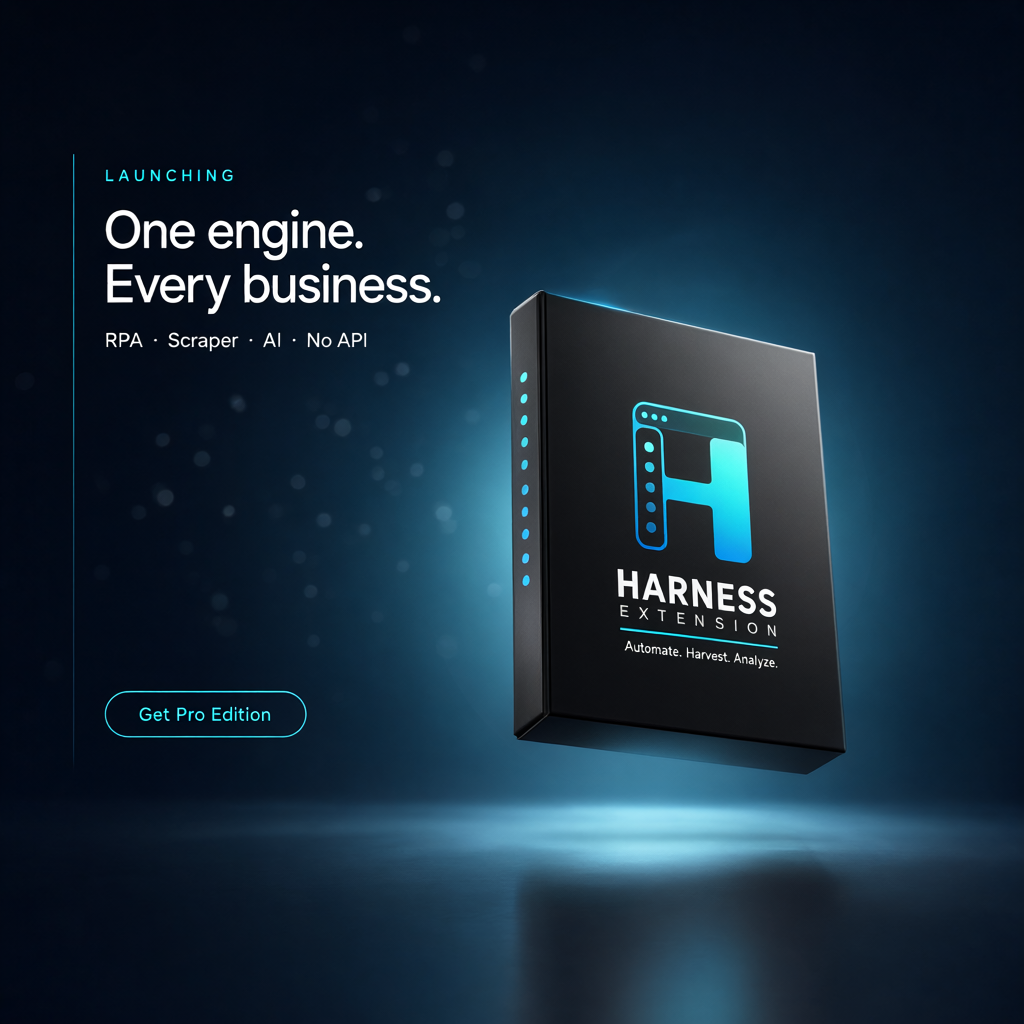 LAUNCHING
One engine.
Every business.
RPA · Scraper · AI · No API
HARNESS
EXTENSION
Automate. Harvest. Analyze.
Get Pro Edition